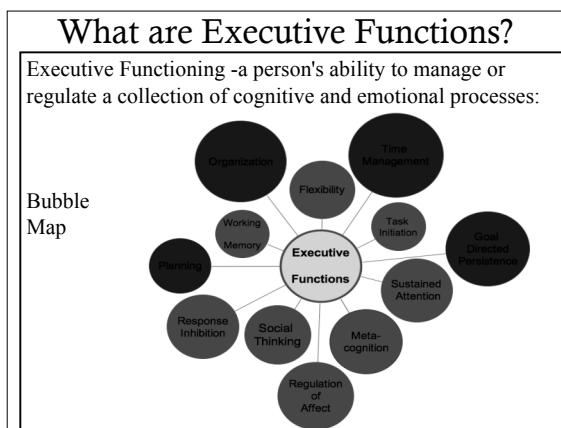 What are Executive Functions?
Executive Functioning -a person's ability to manage or
regulate a collection of cognitive and emotional processes:
Bubble
Map
Organization
Time
Management
Flexibility
Working
Memory
Task
Initiation
Goal
Directed
Persistence
Executive
Functions
Planning
Sustained
Attention
Response
Inhibition
Social
Thinking
Meta-
cognition
Regulation
of
Affect